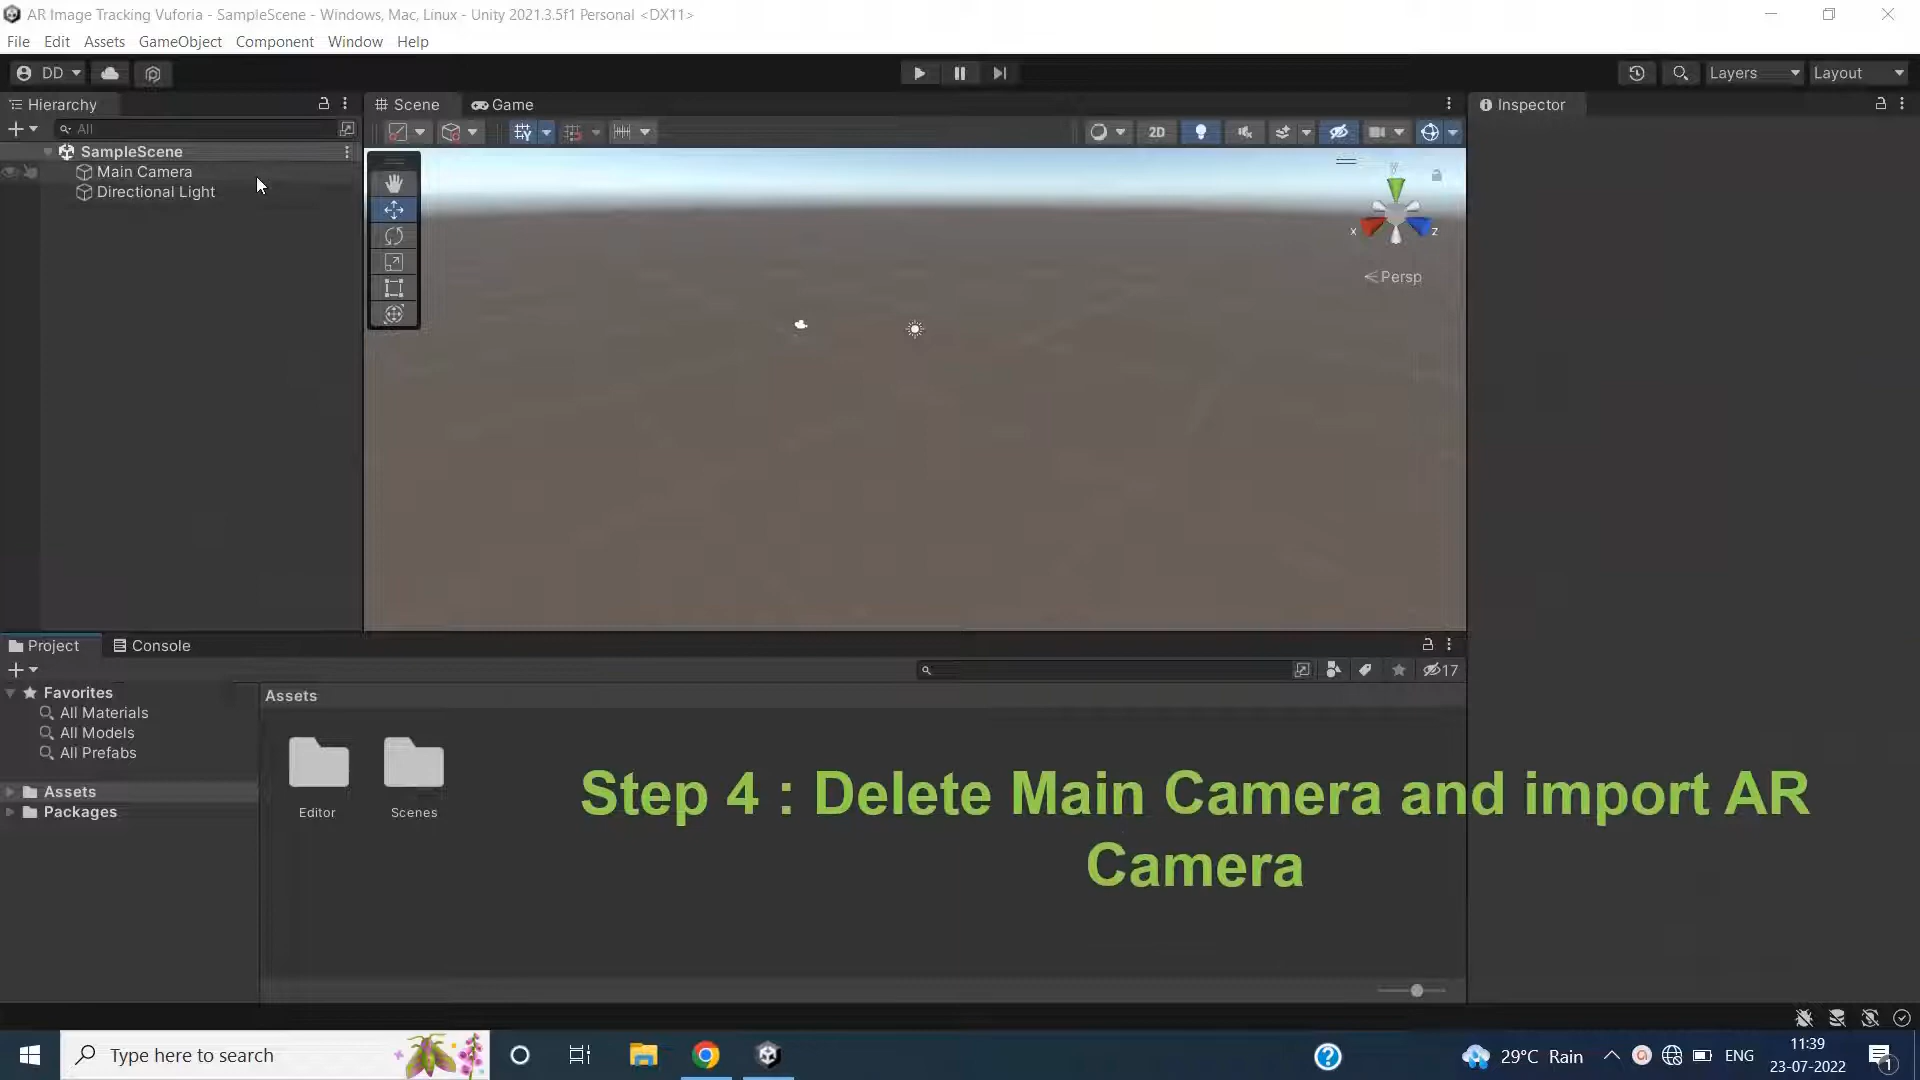 AR Image Tracking Vuforia - SampleScene - Windows, Mac, Linux - Unity 2021.3.5f1 Personal <DX11>
File Edit Assets GameObject Component Window Help
DD Layers Layout
Hierarchy Scene Game Inspector
All 2D
SampleScene
Main Camera
Directional Light
y
x z
Persp
Project Console
17
Favorites
All Materials
All Models
All Prefabs
Assets
Packages
Assets
Editor Scenes
Step 4 : Delete Main Camera and import AR
Camera
Type here to search
29°C Rain ENG
11:39
23-07-2022
1